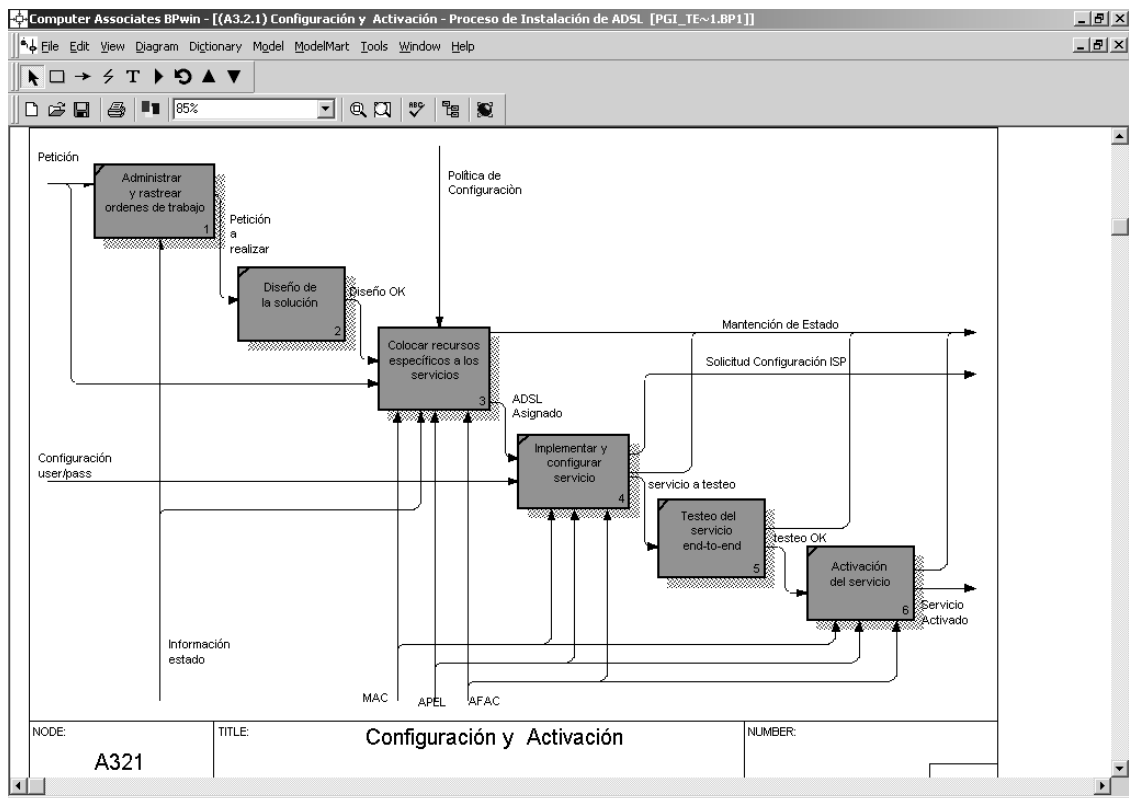 Computer Associates BPwin - [(A3.2.1) Configuración y Activación - Proceso de Instalación de ADSL [PGI_TE~1.BP1]]
File Edit View Diagram Dictionary Model ModelMart Tools Window Help
T
85%
ABC
Petición
Administrar
y rastrear
ordenes de trabajo
1
Política de
Configuraciòn
Petición
a
realizar
Diseño de
la solución
2
Diseño OK
Mantención de Estado
Colocar recursos
específicos a los
servicios
3
Solicitud Configuración ISP
ADSL
Asignado
Configuración
user/pass
Implementar y
configurar
servicio
4
servicio a testeo
Testeo del
servicio
end-to-end
5
testeo OK
Activación
del servicio
6
Servicio
Activado
Información
estado
MAC
APEL
AFAC
NODE:
A321
TITLE:
Configuración y Activación
NUMBER: